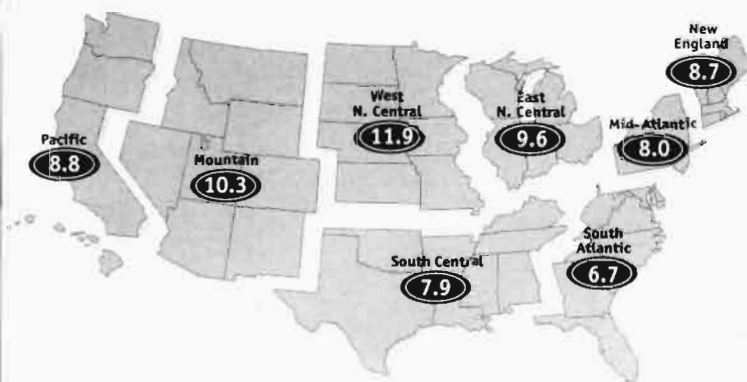 New
England
8.7
West
N. Central
11.9
East
N. Central
9.6
Mid-Atlantic
8.0
Pacific
8.8
Mountain
10.3
South
Atlantic
6.7
South Central
7.9